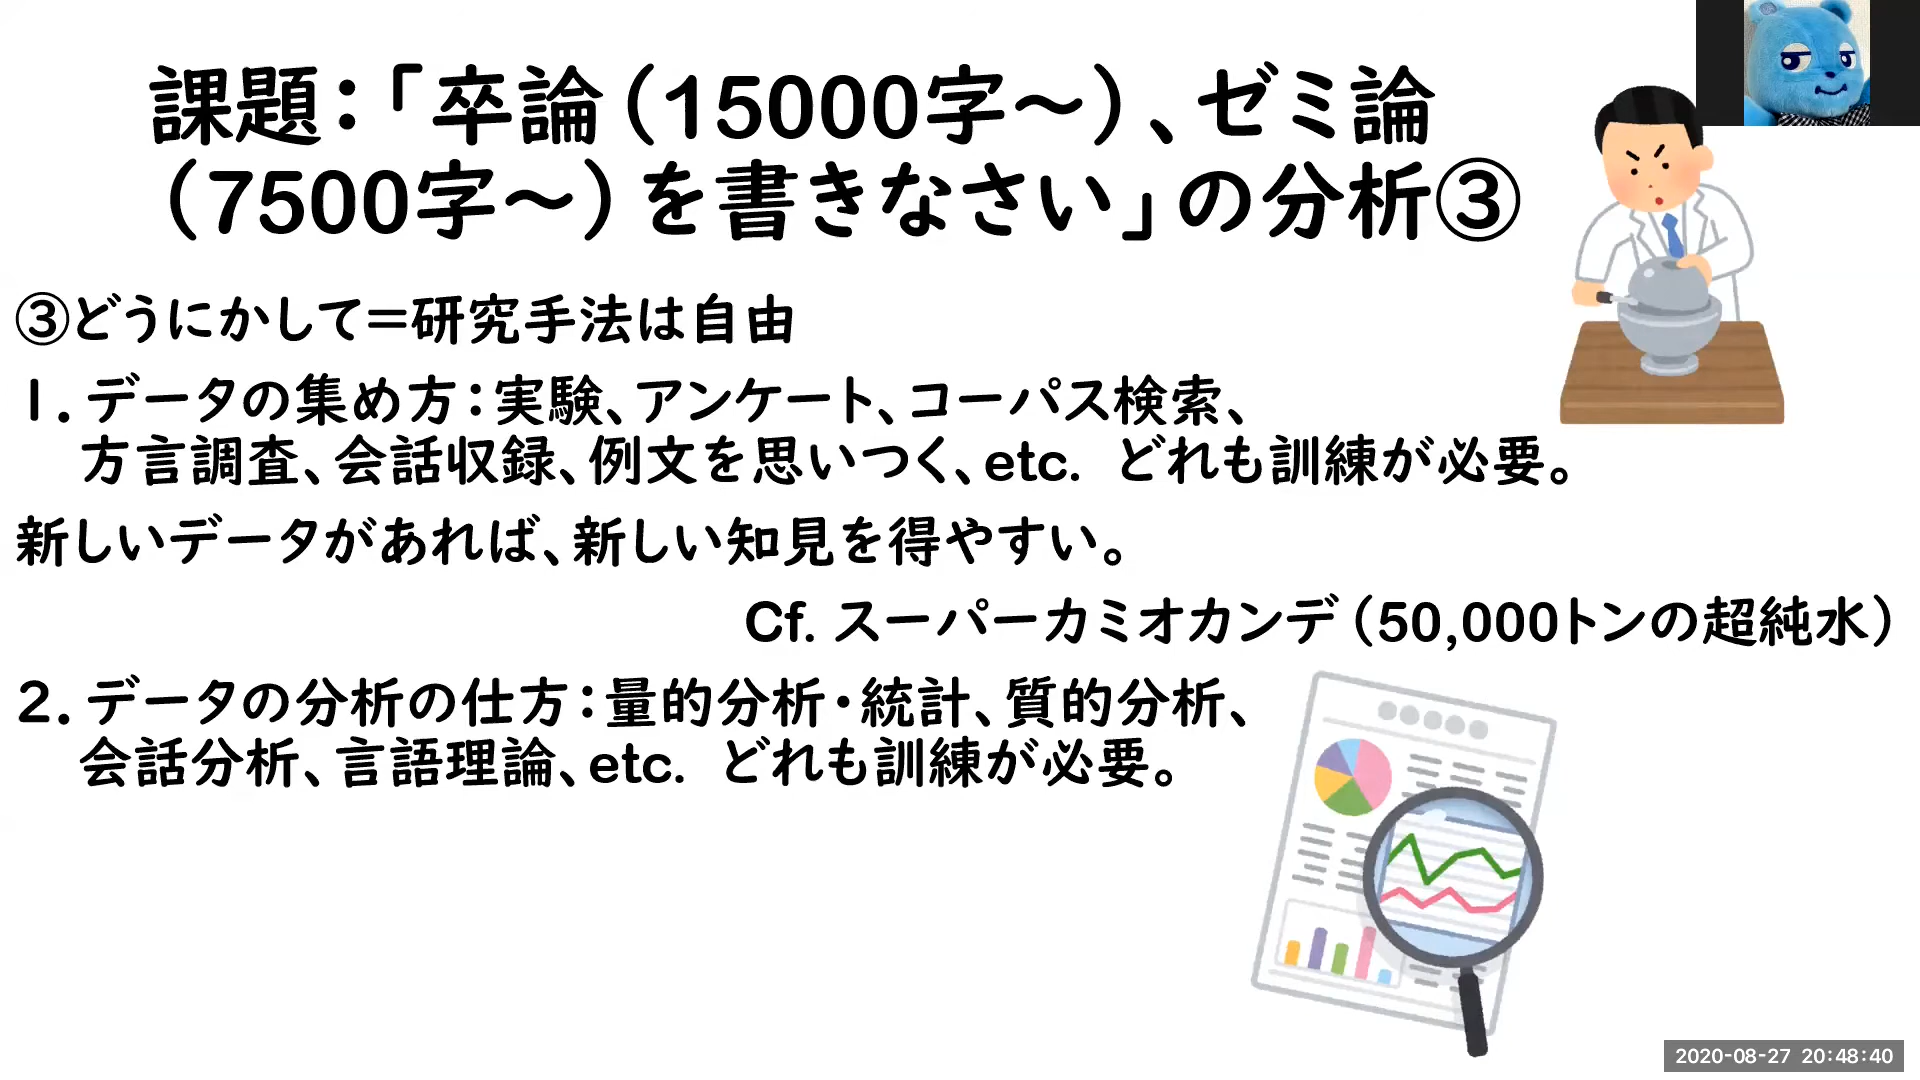 課題：「卒論（15000字～）、ゼミ論
（7500字～）を書きなさい」の分析③
③どうにかして＝研究手法は自由
１．データの集め方：実験、アンケート、コーパス検索、
方言調査、会話収録、例文を思いつく、etc. どれも訓練が必要。
新しいデータがあれば、新しい知見を得やすい。
Cf. スーパーカミオカンデ（50,000トンの超純水）
２．データの分析の仕方：量的分析・統計、質的分析、
会話分析、言語理論、etc. どれも訓練が必要。
2020-08-27 20:48:40